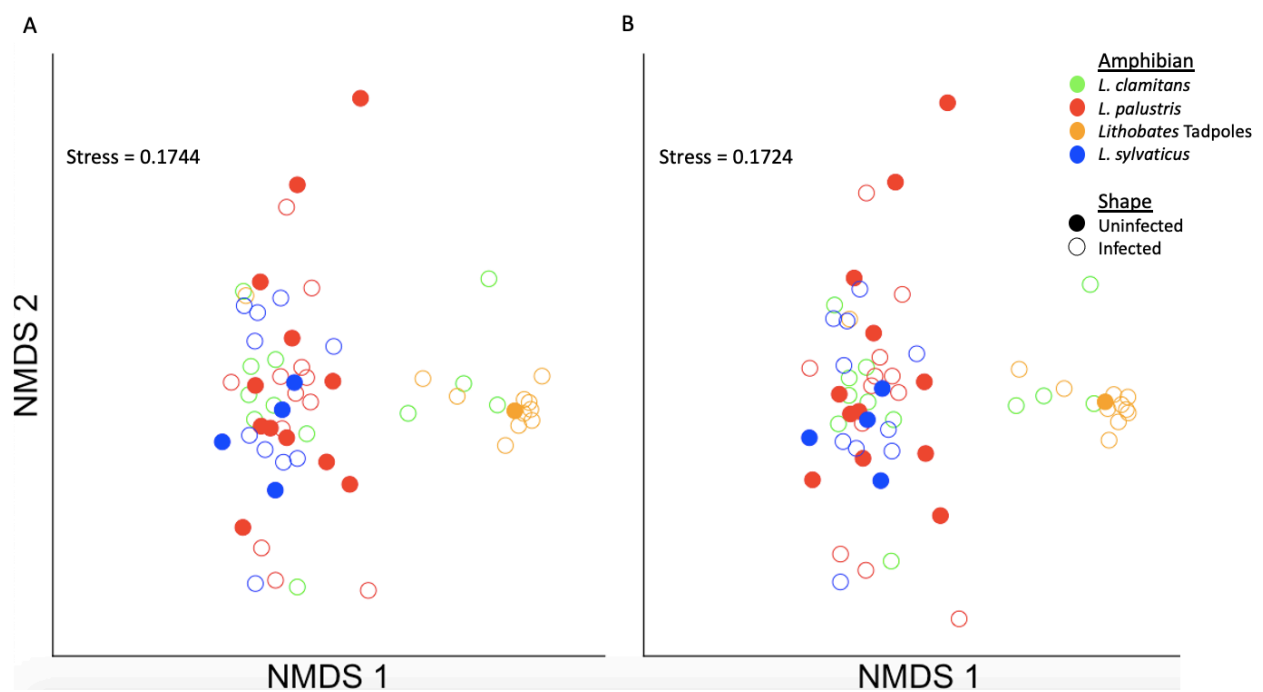 A
B
Stress = 0.1744
Stress = 0.1724
Amphibian
L. clamitans
L. palustris
Lithobates Tadpoles
L. sylvaticus
Shape
Uninfected
Infected
NMDS 2
NMDS 1
NMDS 1